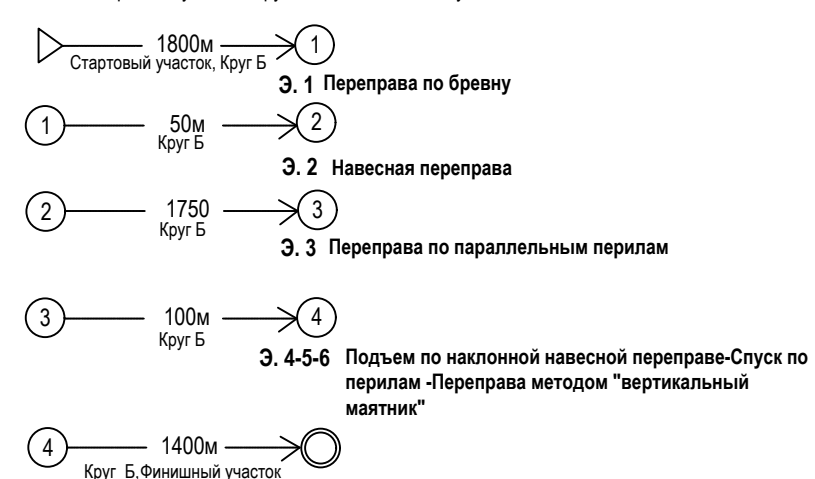 1800м 1
Стартовый участок, Круг Б
Э. 1 Переправа по бревну
1 50м 2
Круг Б
Э. 2 Навесная переправа
2 1750 3
Круг Б
Э. 3 Переправа по параллельным перилам
3 100м 4
Круг Б
Э. 4-5-6 Подъем по наклонной навесной переправе-Спуск по
перилам -Переправа методом "вертикальный
маятник"
4 1400м
Круг Б,Финишный участок